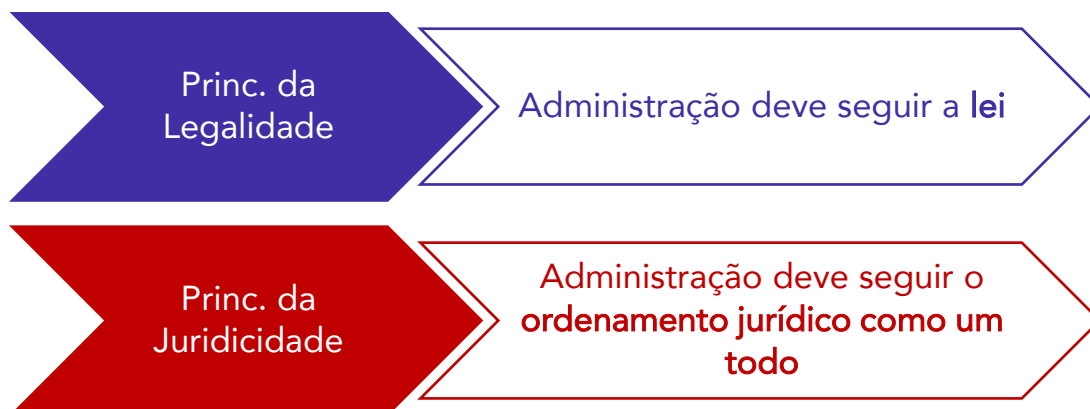 Princ. da
Legalidade
Administração deve seguir a lei
Princ. da
Juridicidade
Administração deve seguir o
ordenamento jurídico como um
todo